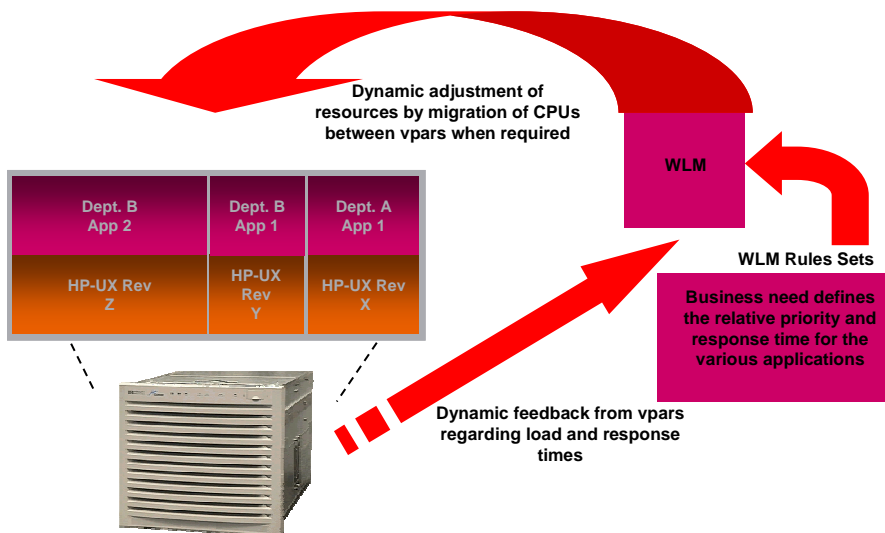 Dynamic adjustment of
resources by migration of CPUs
between vpars when required
WLM
Dept. B
App 2
Dept. B
App 1
Dept. A
App 1
HP-UX Rev
Z
HP-UX
Rev
Y
HP-UX Rev
X
WLM Rules Sets
Business need defines
the relative priority and
response time for the
various applications
Dynamic feedback from vpars
regarding load and response
times